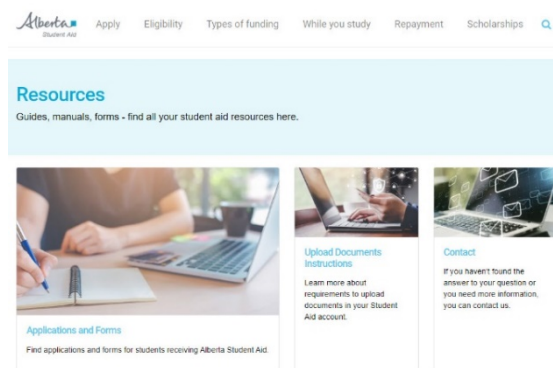 Alberta
Student Aid
Apply
Eligibility
Types of funding
While you study
Repayment
Scholarships
Resources
Guides, manuals, forms - find all your student aid resources here.
Applications and Forms
Find applications and forms for students receiving Alberta Student Aid.
Upload Documents
Instructions
Learn more about
requirements to upload
documents in your Student
Aid account.
Contact
If you haven't found the
answer to your question or
you need more information,
you can contact us.